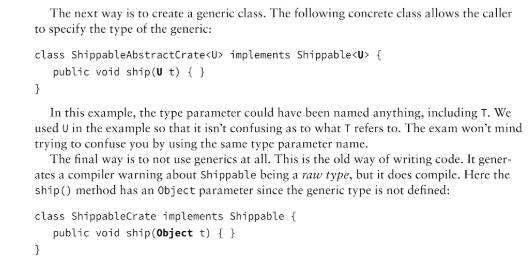 The next way is to create a generic class. The following concrete class allows the caller
to specify the type of the generic:
class ShippableAbstractCrate<U> implements Shippable<U> {
   public void ship(U t) { }
}
In this example, the type parameter could have been named anything, including T. We
used U in the example so that it isn't confusing as to what T refers to. The exam won't mind
trying to confuse you by using the same type parameter name.
The final way is to not use generics at all. This is the old way of writing code. It gener-
ates a compiler warning about Shippable being a raw type, but it does compile. Here the
ship() method has an Object parameter since the generic type is not defined:
class ShippableCrate implements Shippable {
   public void ship(Object t) { }
}